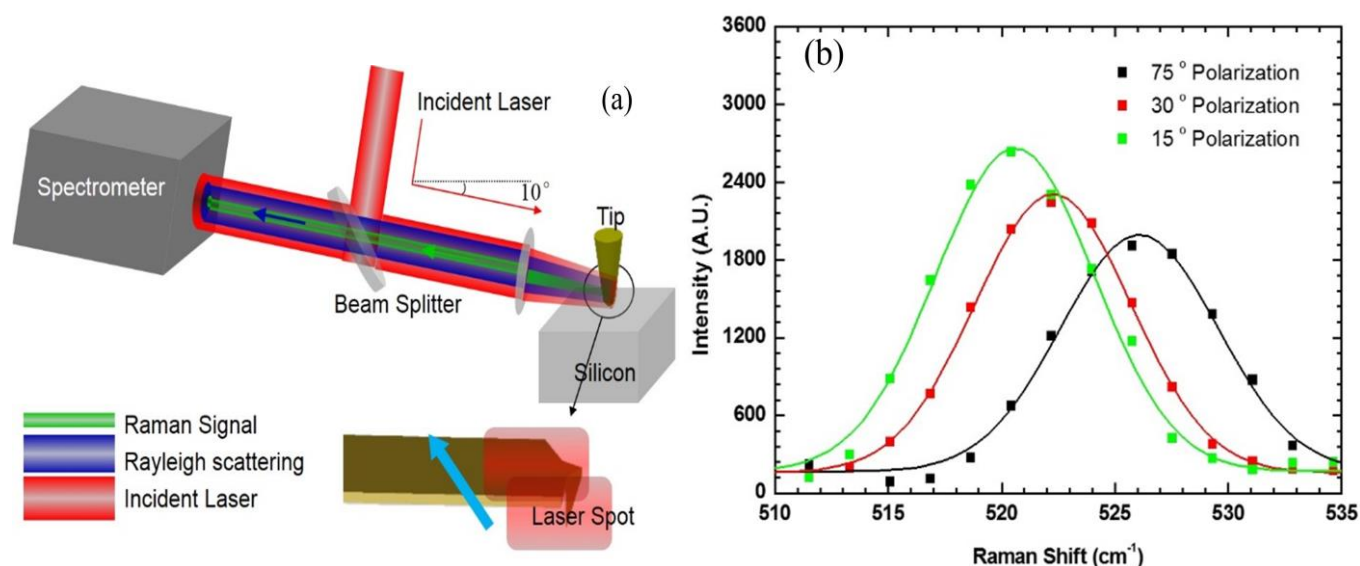 (a)
Incident Laser
10°
Spectrometer
Tip
Beam Splitter
Silicon
Raman Signal
Rayleigh scattering
Incident Laser
Laser Spot
(b)
75 ° Polarization
30 ° Polarization
15 ° Polarization
Intensity (A.U.)
3600
3000
2400
1800
1200
600
0
510 515 520 525 530 535
Raman Shift (cm⁻¹)